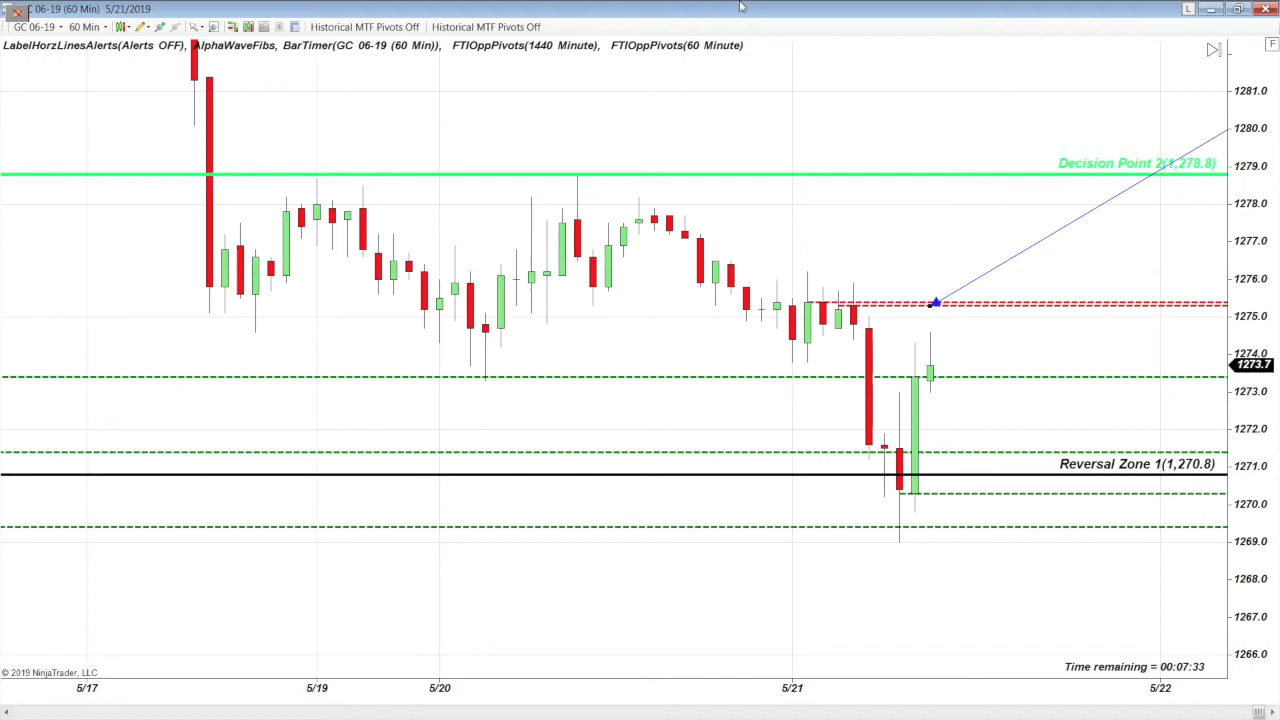 C 06-19 (60 Min) 5/21/2019
L
GC 06-19 60 Min Historical MTF Pivots Off Historical MTF Pivots Off
LabelHorzLinesAlerts(Alerts OFF), AlphaWaveFibs, BarTimer(GC 06-19 (60 Min)), FTIOppPivots(1440 Minute), FTIOppPivots(60 Minute)
F
1281.0
1280.0
Decision Point 2(1,278.8)
1279.0
1278.0
1277.0
1276.0
1275.0
1274.0
1273.7
1273.0
1272.0
Reversal Zone 1(1,270.8)
1271.0
1270.0
1269.0
1268.0
1267.0
1266.0
Time remaining = 00:07:33
© 2019 NinjaTrader, LLC
5/17 5/19 5/20 5/21 5/22